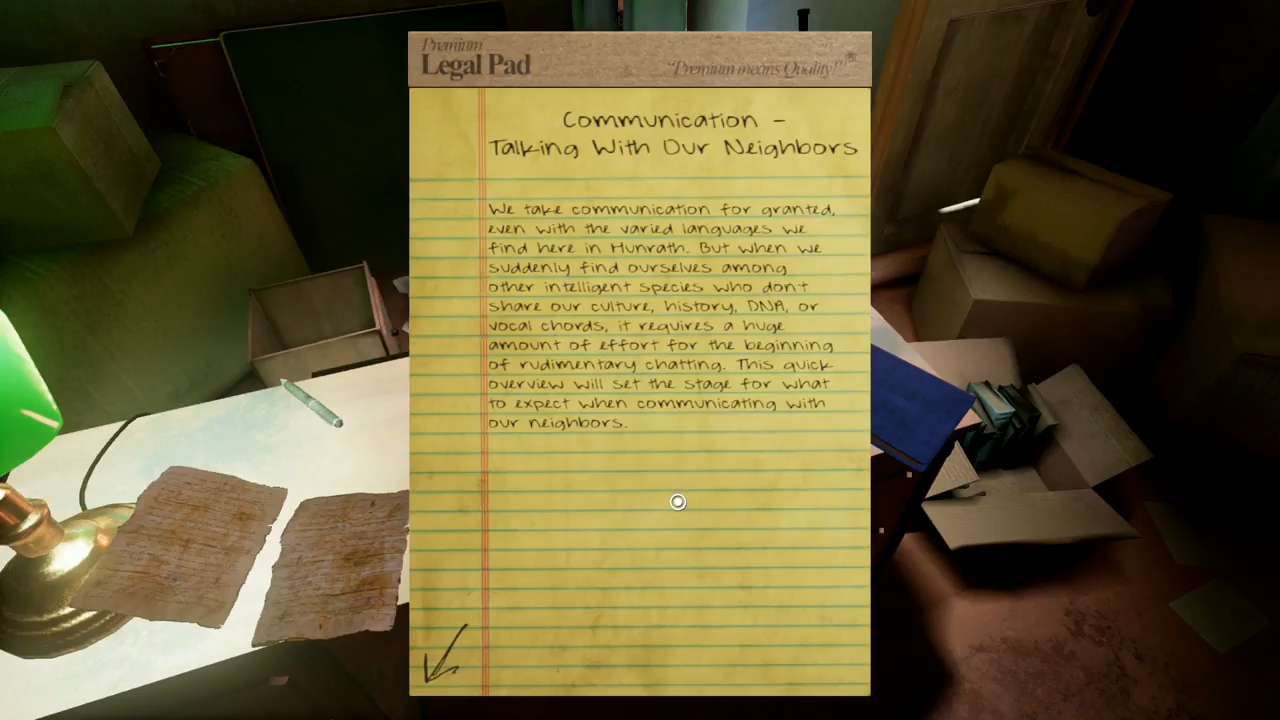 Premium
Legal Pad
"Premium means Quality!"
Communication -
Talking With Our Neighbors
We take communication for granted,
even with the varied languages we
find here in Hunrath. But when we
suddenly find ourselves among
other intelligent species who don't
share our culture, history, DNA, or
vocal chords, it requires a huge
amount of effort for the beginning
of rudimentary chatting. This quick
overview will set the stage for what
to expect when communicating with
our neighbors.